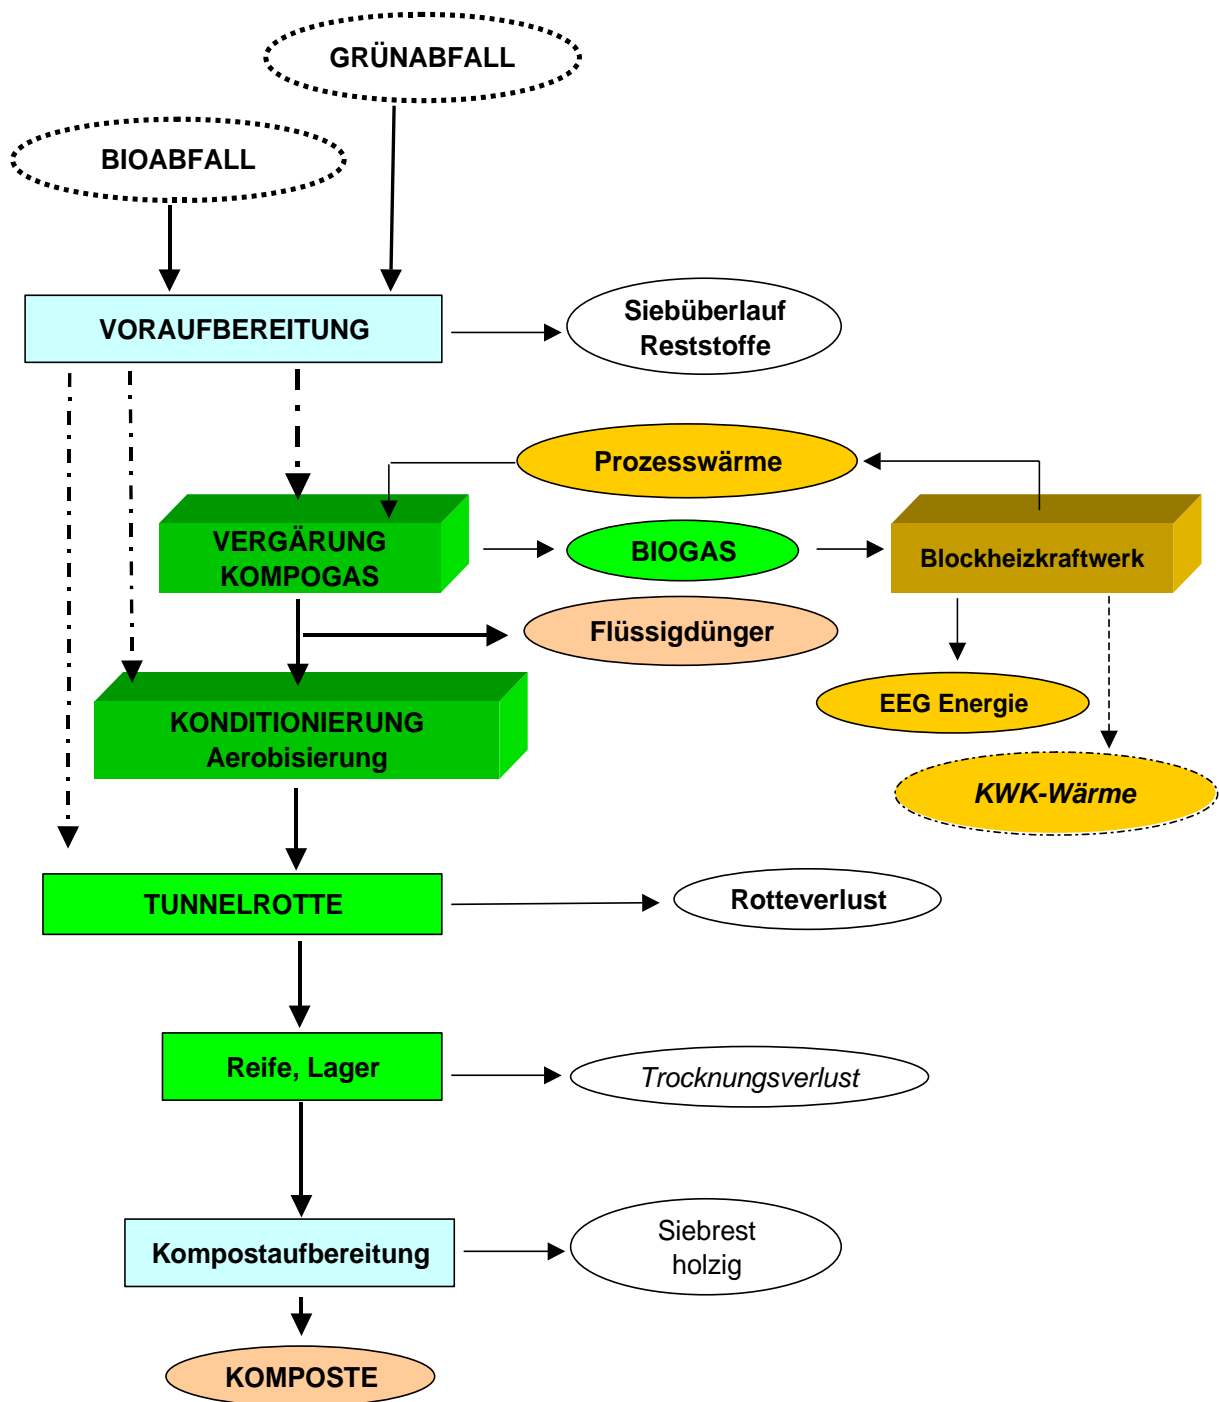 GRÜNABFALL
BIOABFALL
VORAUFBEREITUNG
Siebüberlauf
Reststoffe
Prozesswärme
VERGÄRUNG
KOMPOGAS
BIOGAS
Blockheizkraftwerk
Flüssigdünger
EEG Energie
KONDITIONIERUNG
Aerobisierung
KWK-Wärme
TUNNELROTTE
Rotteverlust
Reife, Lager
Trocknungsverlust
Kompostaufbereitung
Siebrest
holzig
KOMPOSTE